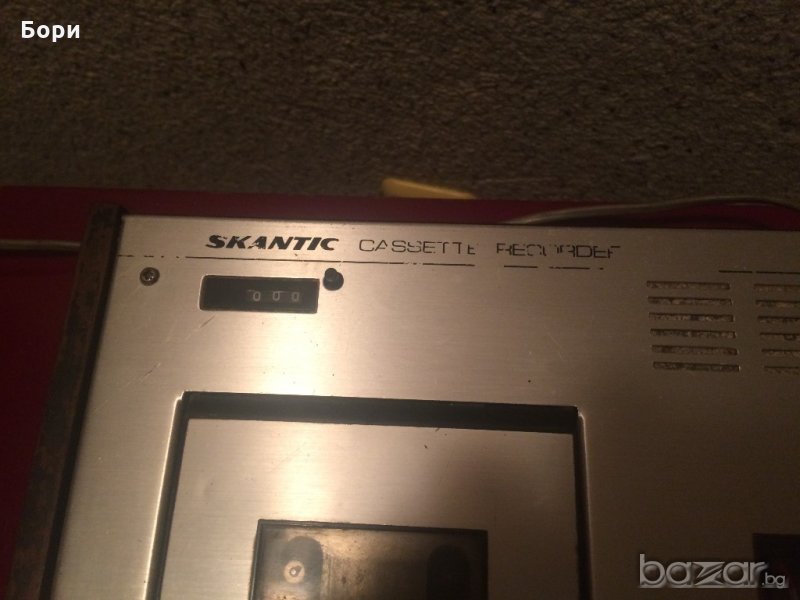 Бори
SKANTIC CASSETTE RECORDER
000
bazar.bg